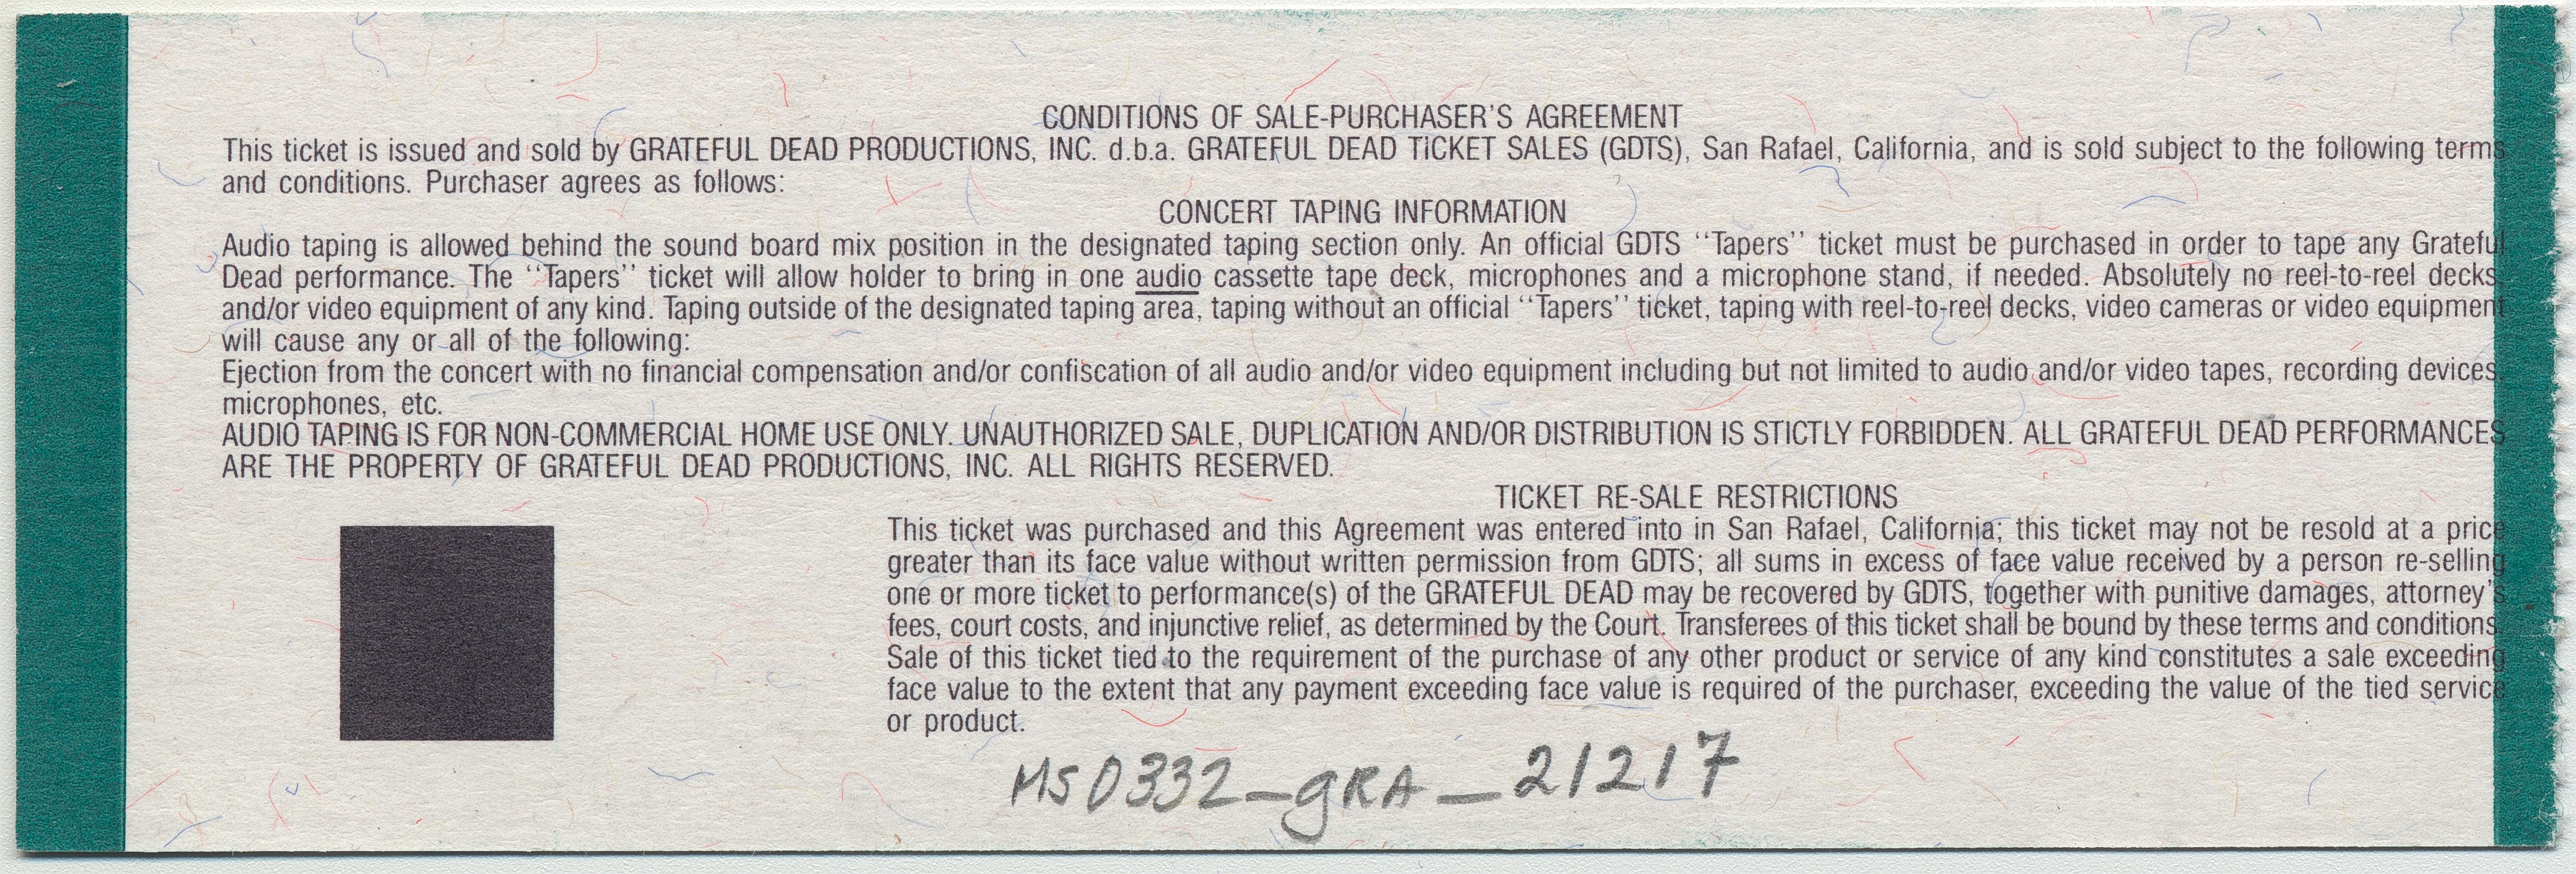 CONDITIONS OF SALE-PURCHASER'S AGREEMENT
This ticket is issued and sold by GRATEFUL DEAD PRODUCTIONS, INC. d.b.a. GRATEFUL DEAD TICKET SALES (GDTS), San Rafael, California, and is sold subject to the following terms
and conditions. Purchaser agrees as follows:
CONCERT TAPING INFORMATION
Audio taping is allowed behind the sound board mix position in the designated taping section only. An official GDTS ''Tapers'' ticket must be purchased in order to tape any Grateful
Dead performance. The ''Tapers'' ticket will allow holder to bring in one audio cassette tape deck, microphones and a microphone stand, if needed. Absolutely no reel-to-reel decks,
and/or video equipment of any kind. Taping outside of the designated taping area, taping without an official ''Tapers'' ticket, taping with reel-to-reel decks, video cameras or video equipment
will cause any or all of the following:
Ejection from the concert with no financial compensation and/or confiscation of all audio and/or video equipment including but not limited to audio and/or video tapes, recording devices,
microphones, etc.
AUDIO TAPING IS FOR NON-COMMERCIAL HOME USE ONLY. UNAUTHORIZED SALE, DUPLICATION AND/OR DISTRIBUTION IS STICTLY FORBIDDEN. ALL GRATEFUL DEAD PERFORMANCES
ARE THE PROPERTY OF GRATEFUL DEAD PRODUCTIONS, INC. ALL RIGHTS RESERVED.
TICKET RE-SALE RESTRICTIONS
This ticket was purchased and this Agreement was entered into in San Rafael, California; this ticket may not be resold at a price
greater than its face value without written permission from GDTS; all sums in excess of face value received by a person re-selling
one or more ticket to performance(s) of the GRATEFUL DEAD may be recovered by GDTS, together with punitive damages, attorney's
fees, court costs, and injunctive relief, as determined by the Court. Transferees of this ticket shall be bound by these terms and conditions.
Sale of this ticket tied to the requirement of the purchase of any other product or service of any kind constitutes a sale exceeding
face value to the extent that any payment exceeding face value is required of the purchaser, exceeding the value of the tied service
or product.
MS0332_gRA_21217